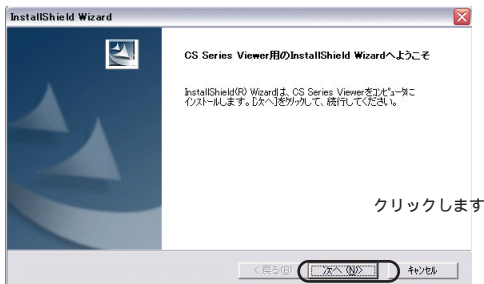 InstallShield Wizard
CS Series Viewer用のInstallShield Wizardへようこそ
InstallShield(R) Wizardは、CS Series Viewerをｺﾝﾋﾟｭｰﾀに
ｲﾝｽﾄｰﾙします。[次へ]をｸﾘｯｸして、続行してください。
クリックします
< 戻る(B)
次へ (N)>
ｷｬﾝｾﾙ